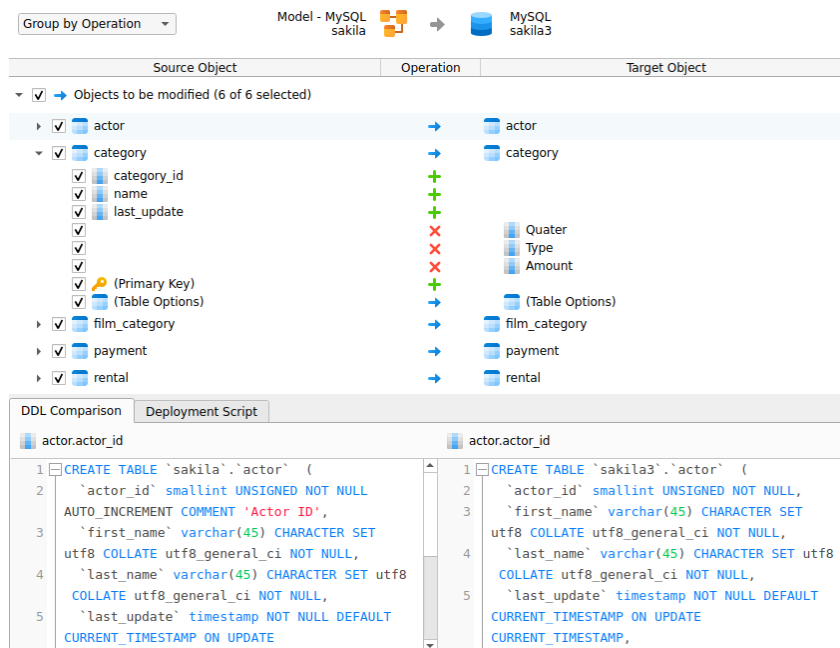 Group by Operation
Model - MySQL
sakila
MySQL
sakila3
Source Object Operation Target Object
Objects to be modified (6 of 6 selected)
actor actor
category category
category_id
name
last_update
Quater
Type
Amount
(Primary Key)
(Table Options) (Table Options)
film_category film_category
payment payment
rental rental
DDL Comparison Deployment Script
actor.actor_id
1 CREATE TABLE `sakila`.`actor` (
2 `actor_id` smallint UNSIGNED NOT NULL
AUTO_INCREMENT COMMENT 'Actor ID',
3 `first_name` varchar(45) CHARACTER SET
utf8 COLLATE utf8_general_ci NOT NULL,
4 `last_name` varchar(45) CHARACTER SET utf8
COLLATE utf8_general_ci NOT NULL,
5 `last_update` timestamp NOT NULL DEFAULT
CURRENT_TIMESTAMP ON UPDATE
actor.actor_id
1 CREATE TABLE `sakila3`.`actor` (
2 `actor_id` smallint UNSIGNED NOT NULL,
3 `first_name` varchar(45) CHARACTER SET
utf8 COLLATE utf8_general_ci NOT NULL,
4 `last_name` varchar(45) CHARACTER SET utf8
COLLATE utf8_general_ci NOT NULL,
5 `last_update` timestamp NOT NULL DEFAULT
CURRENT_TIMESTAMP ON UPDATE
CURRENT_TIMESTAMP,